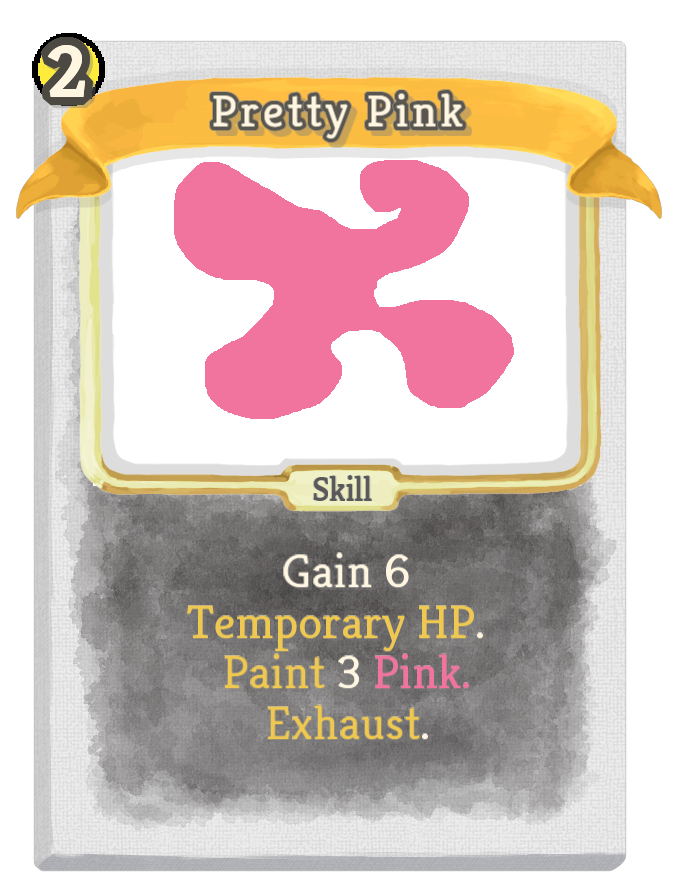 2
Pretty Pink
Skill
Gain 6
Temporary HP.
Paint 3 Pink.
Exhaust.